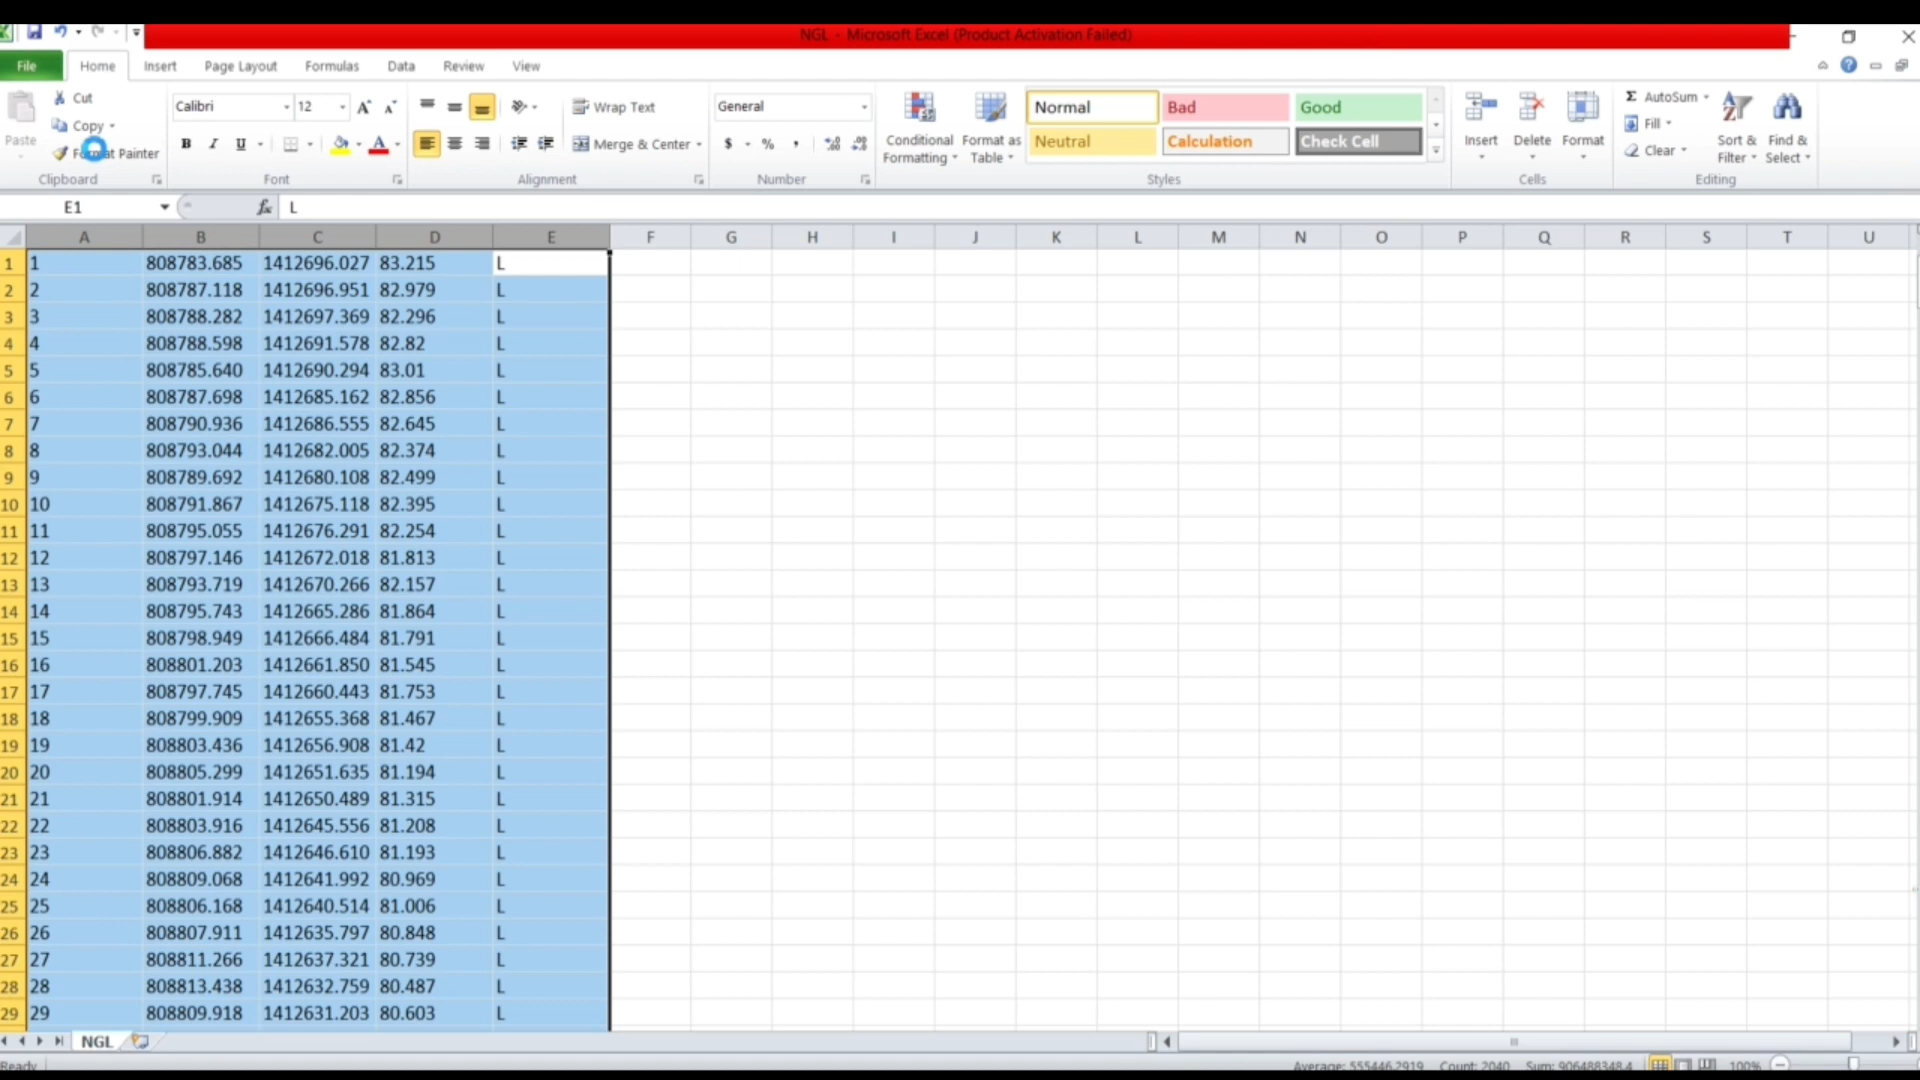 NGL - Microsoft Excel (Product Activation Failed)
File Home Insert Page Layout Formulas Data Review View
Paste Cut Copy Format Painter Clipboard
Calibri 12 B I U Font
Wrap Text Merge & Center Alignment
General $ % , Number
Conditional Formatting Format as Table Normal Bad Good Neutral Calculation Check Cell Styles
Insert Delete Format Cells
Σ AutoSum Fill Clear Sort & Filter Find & Select Editing
E1 fx L
A B C D E F G H I J K L M N O P Q R S T U
1 1 808783.685 1412696.027 83.215 L
2 2 808787.118 1412696.951 82.979 L
3 3 808788.282 1412697.369 82.296 L
4 4 808788.598 1412691.578 82.82 L
5 5 808785.640 1412690.294 83.01 L
6 6 808787.698 1412685.162 82.856 L
7 7 808790.936 1412686.555 82.645 L
8 8 808793.044 1412682.005 82.374 L
9 9 808789.692 1412680.108 82.499 L
10 10 808791.867 1412675.118 82.395 L
11 11 808795.055 1412676.291 82.254 L
12 12 808797.146 1412672.018 81.813 L
13 13 808793.719 1412670.266 82.157 L
14 14 808795.743 1412665.286 81.864 L
15 15 808798.949 1412666.484 81.791 L
16 16 808801.203 1412661.850 81.545 L
17 17 808797.745 1412660.443 81.753 L
18 18 808799.909 1412655.368 81.467 L
19 19 808803.436 1412656.908 81.42 L
20 20 808805.299 1412651.635 81.194 L
21 21 808801.914 1412650.489 81.315 L
22 22 808803.916 1412645.556 81.208 L
23 23 808806.882 1412646.610 81.193 L
24 24 808809.068 1412641.992 80.969 L
25 25 808806.168 1412640.514 81.006 L
26 26 808807.911 1412635.797 80.848 L
27 27 808811.266 1412637.321 80.739 L
28 28 808813.438 1412632.759 80.487 L
29 29 808809.918 1412631.203 80.603 L
NGL
Ready Average: 555446.2919 Count: 2040 Sum: 906488348.4 100%